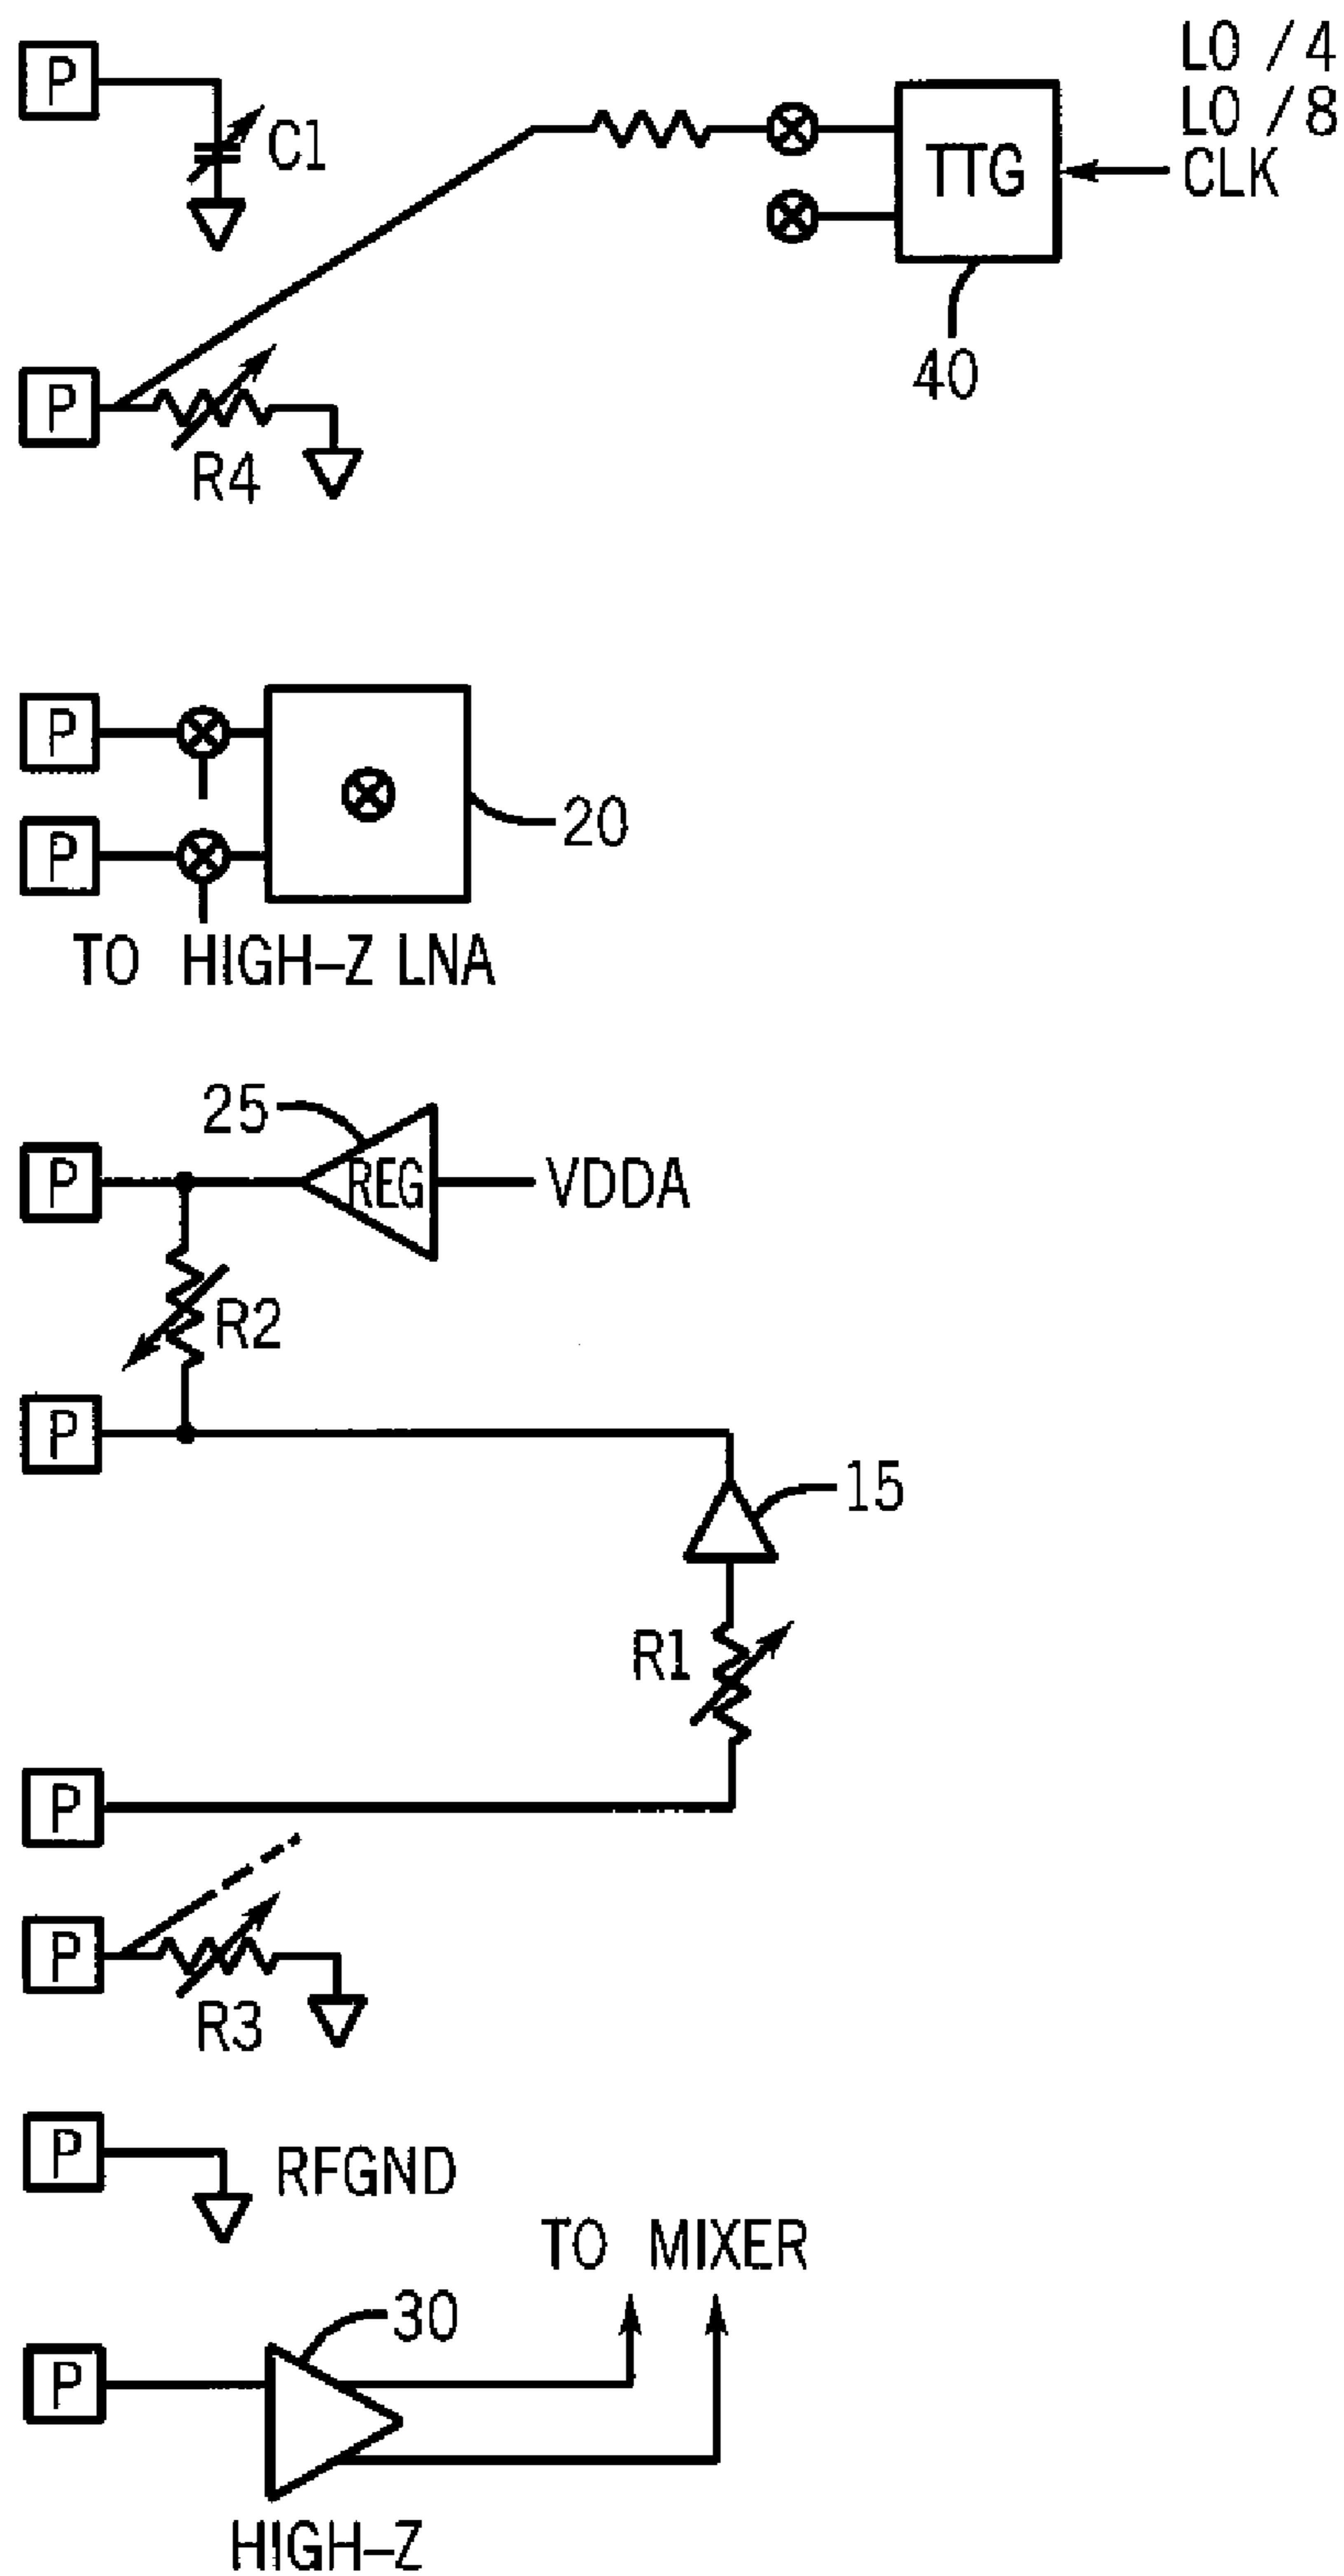 LO /4
P
LO /8
C1
TTG
CLK
40
P
R4
P
20
P
TO HIGH-Z LNA
25
P
REG
VDDA
R2
P
15
R1
P
P
R3
P
RFGND
TO MIXER
30
P
HIGH-Z